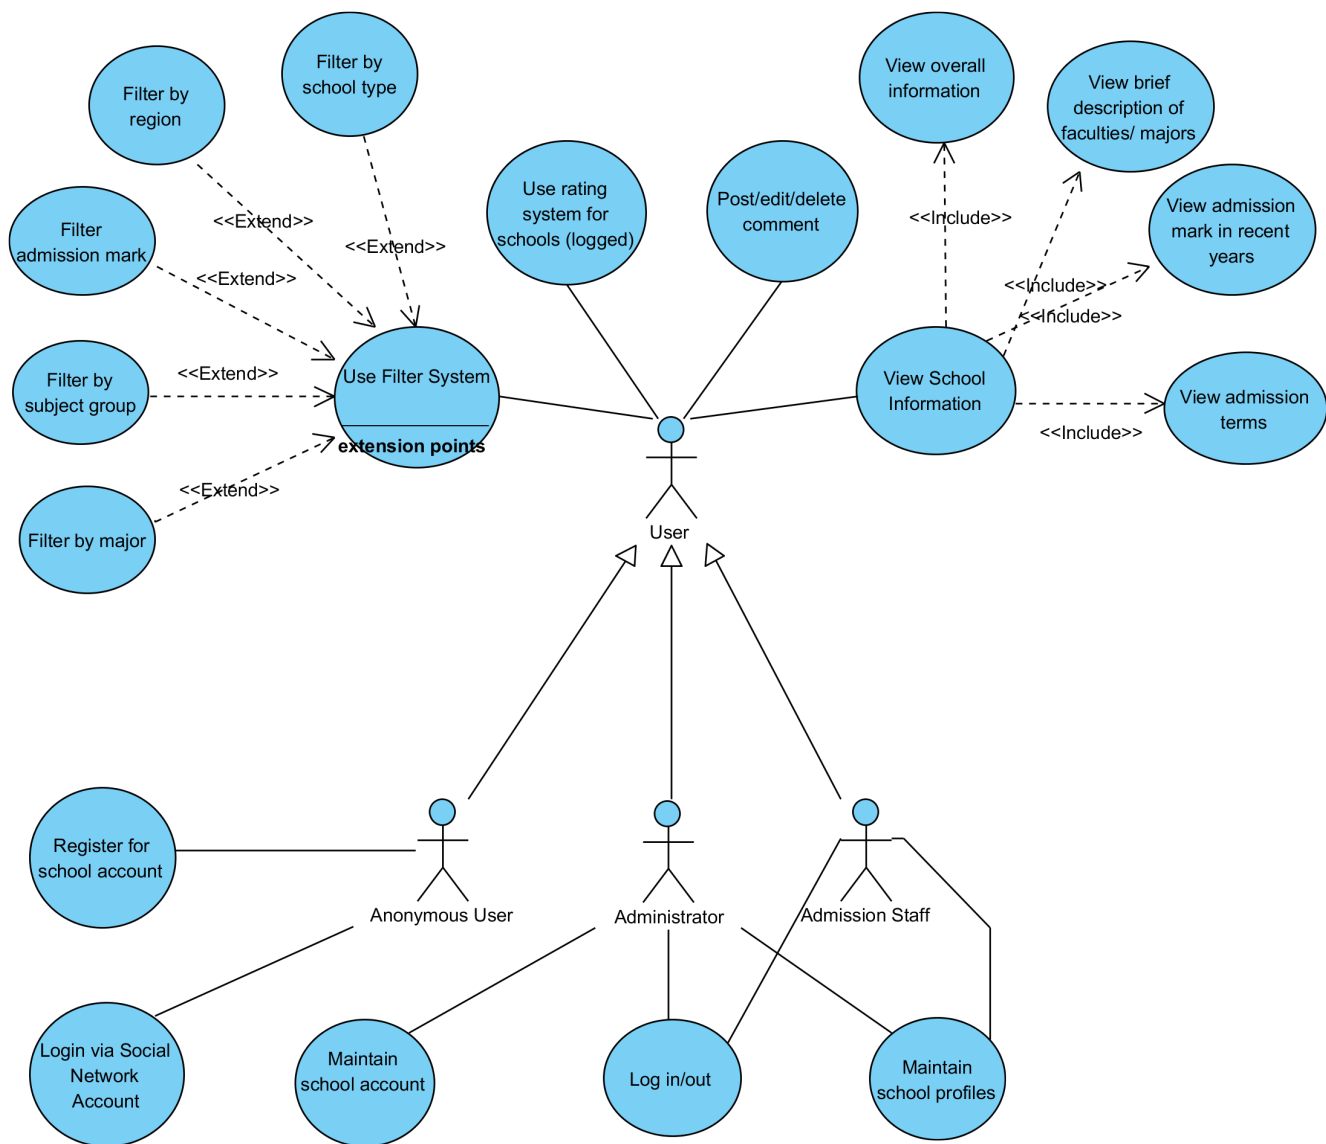 Filter by
school type
Filter by
region
View overall
information
View brief
description of
faculties/ majors
Use rating
system for
schools (logged)
Post/edit/delete
comment
View admission
mark in recent
years
Filter
admission mark
<<Extend>>
<<Extend>>
<<Extend>>
<<Include>>
<<Include>>
<<Include>>
Filter by
subject group
<<Extend>>
Use Filter System
extension points
View School
Information
View admission
terms
<<Include>>
<<Extend>>
Filter by major
User
Register for
school account
Anonymous User
Administrator
Admission Staff
Login via Social
Network
Account
Maintain
school account
Log in/out
Maintain
school profiles